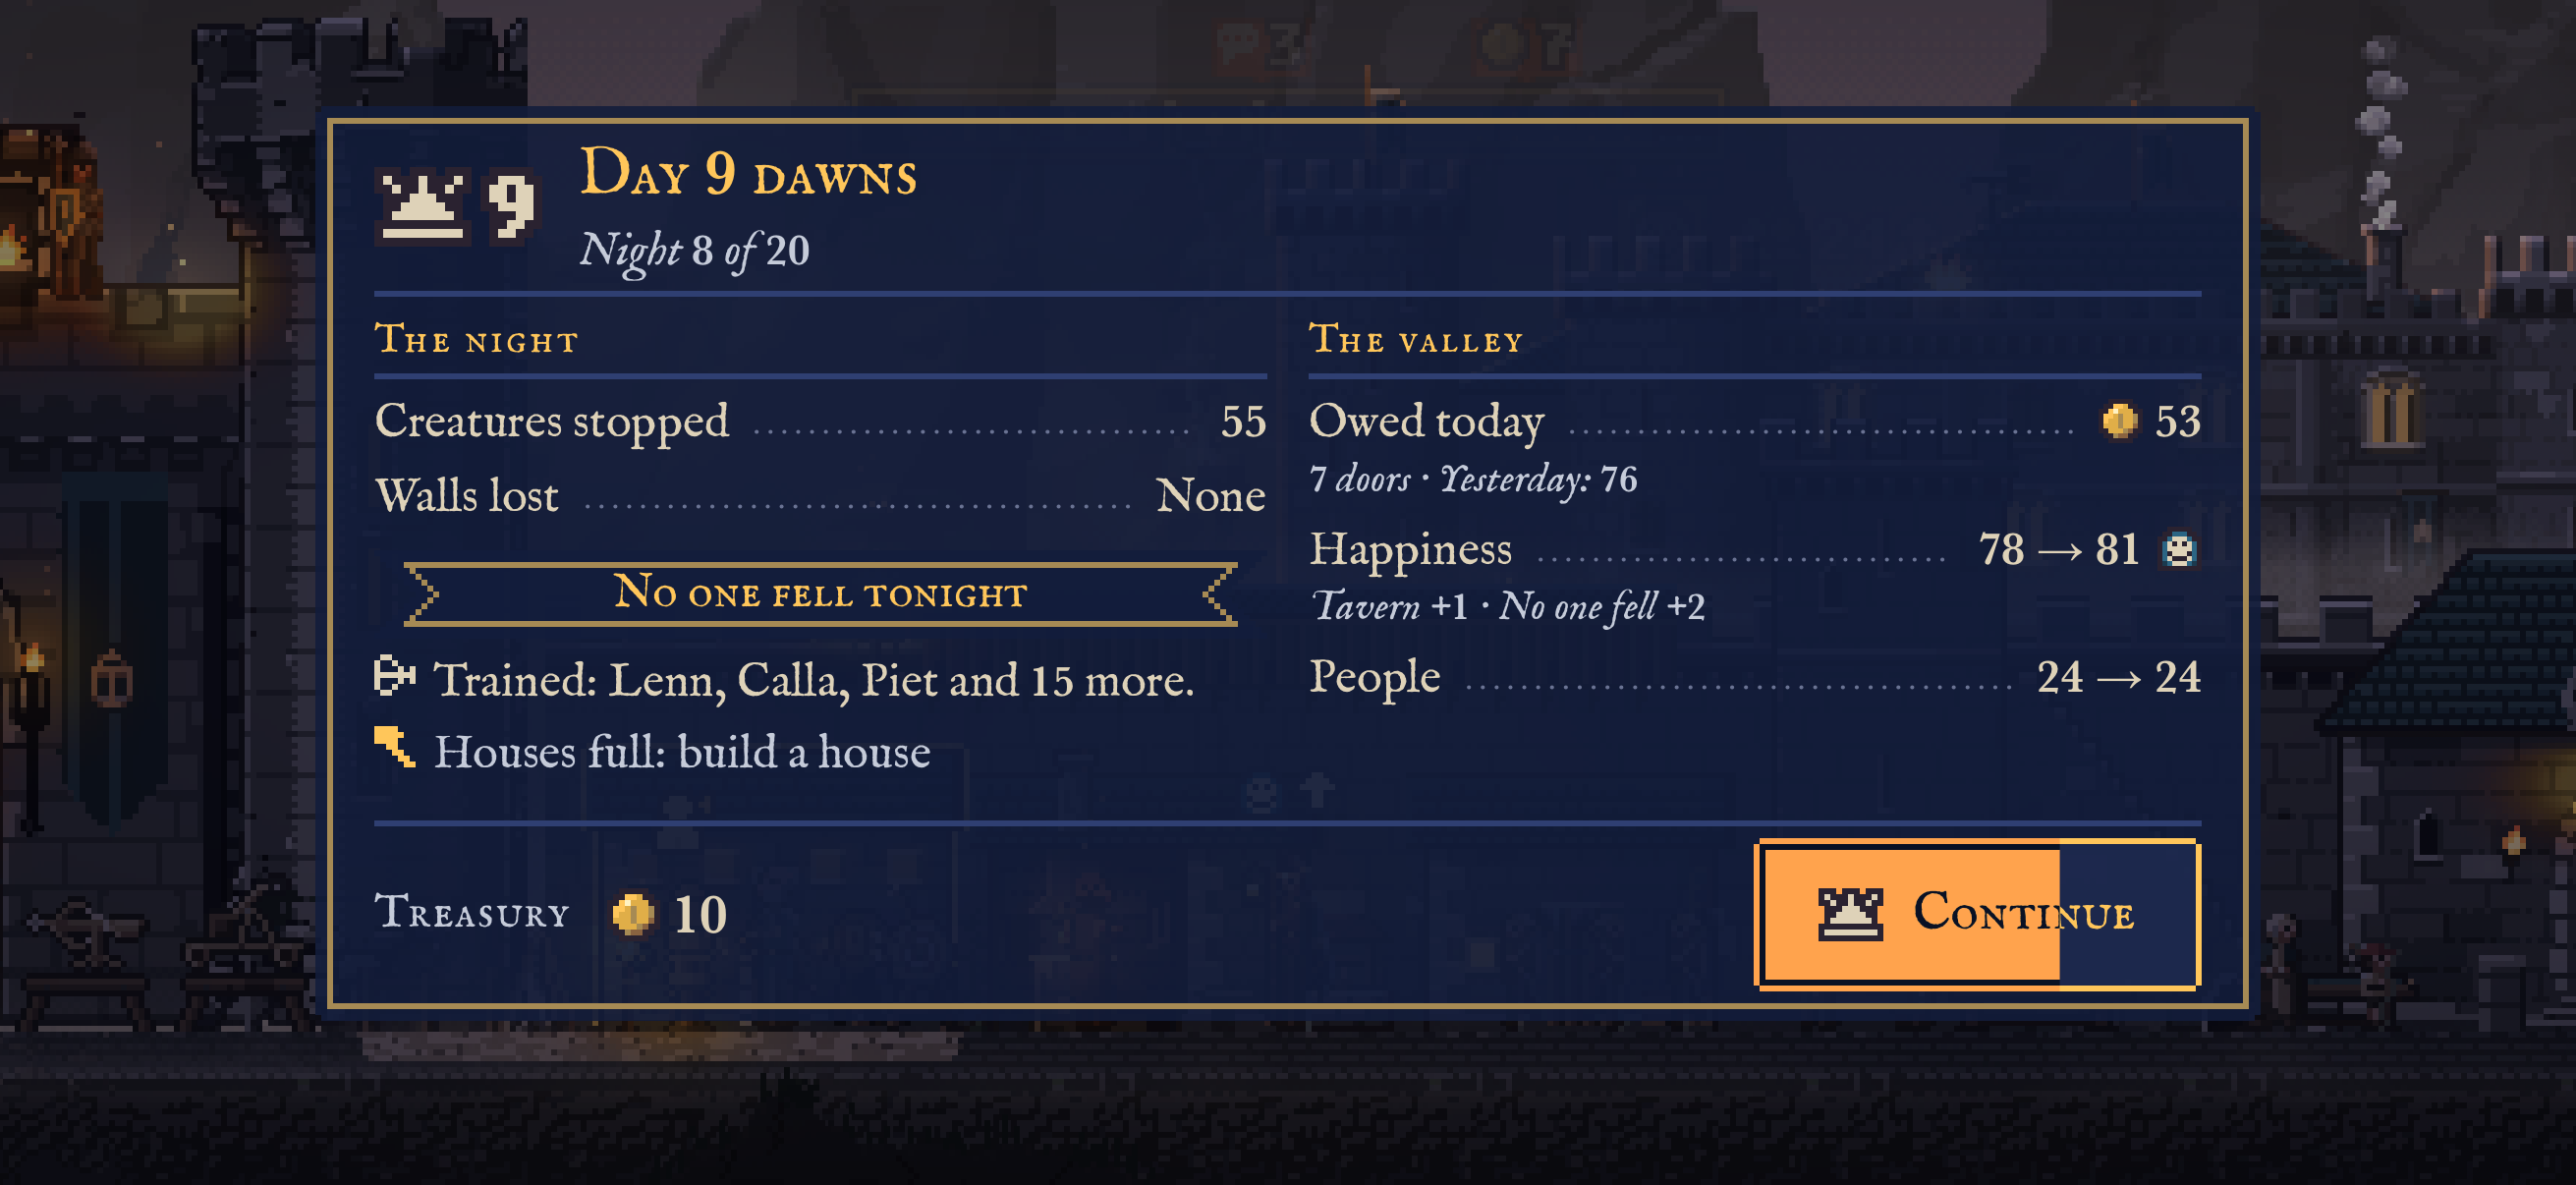 3 7
9
Day 9 dawns
Night 8 of 20
The night
Creatures stopped 55
Walls lost None
No one fell tonight
Trained: Lenn, Calla, Piet and 15 more.
Houses full: build a house
The valley
Owed today 53
7 doors · Yesterday: 76
Happiness 78 → 81
Tavern +1 · No one fell +2
People 24 → 24
Treasury 10
Continue